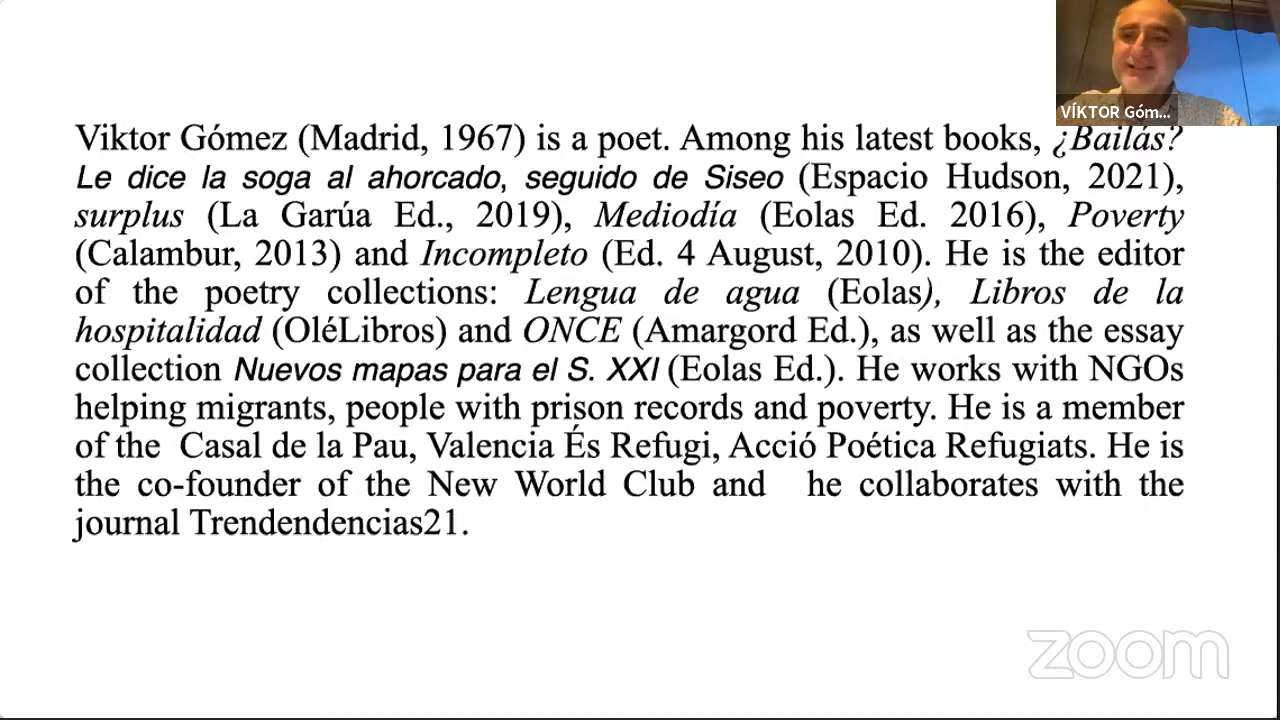 VÍKTOR Góm...
Viktor Gómez (Madrid, 1967) is a poet. Among his latest books, ¿Bailás?
Le dice la soga al ahorcado, seguido de Siseo (Espacio Hudson, 2021),
surplus (La Garúa Ed., 2019), Mediodía (Eolas Ed. 2016), Poverty
(Calambur, 2013) and Incompleto (Ed. 4 August, 2010). He is the editor
of the poetry collections: Lengua de agua (Eolas), Libros de la
hospitalidad (OléLibros) and ONCE (Amargord Ed.), as well as the essay
collection Nuevos mapas para el S. XXI (Eolas Ed.). He works with NGOs
helping migrants, people with prison records and poverty. He is a member
of the Casal de la Pau, Valencia És Refugi, Acció Poética Refugiats. He is
the co-founder of the New World Club and he collaborates with the
journal Trendendencias21.
zoom